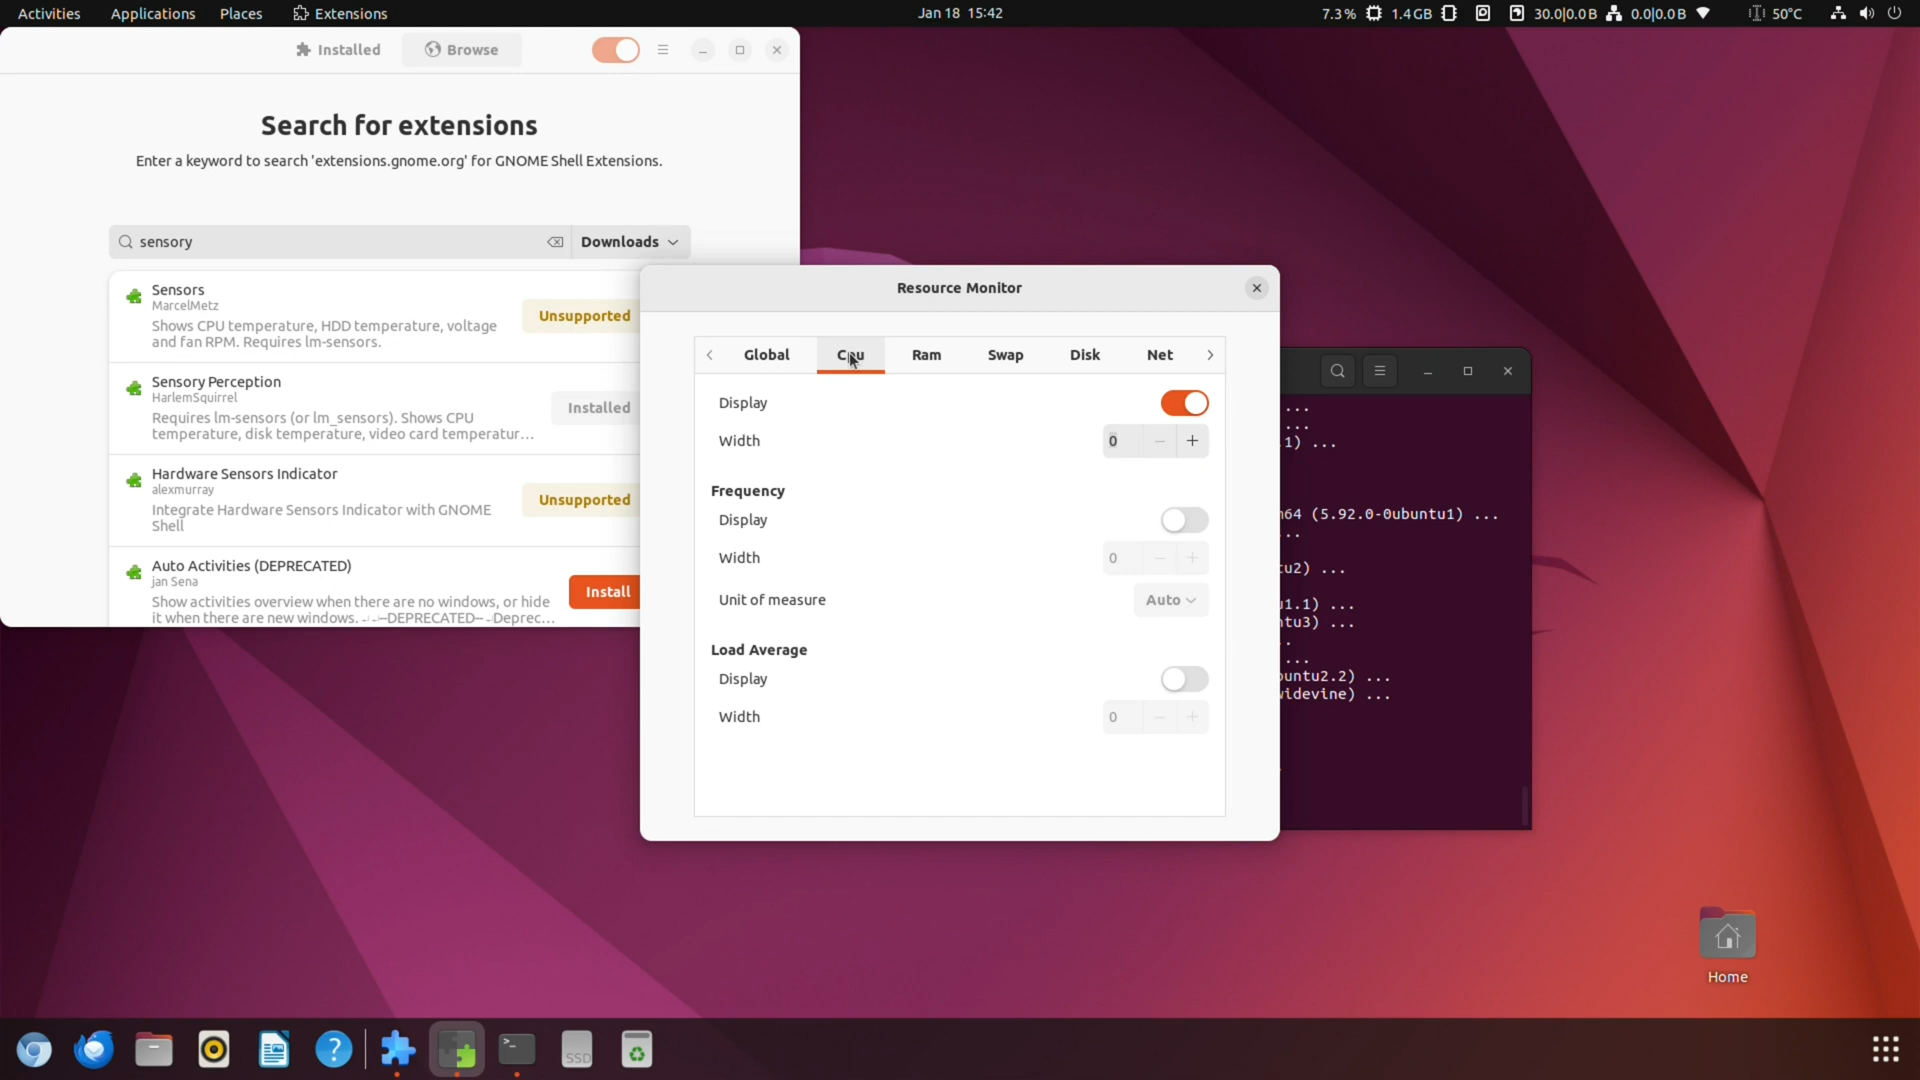 Activities Applications Places Extensions Jan 18 15:42 7.3% 1.4GB 30.0|0.0B 0.0|0.0B 50°C
Installed Browse
Search for extensions
Enter a keyword to search 'extensions.gnome.org' for GNOME Shell Extensions.
sensory Downloads
Sensors
MarcelMetz
Shows CPU temperature, HDD temperature, voltage
and fan RPM. Requires lm-sensors.
Unsupported
Sensory Perception
HarlemSquirrel
Requires lm-sensors (or lm_sensors). Shows CPU
temperature, disk temperature, video card temperatur...
Installed
Hardware Sensors Indicator
alexmurray
Integrate Hardware Sensors Indicator with GNOME
Shell
Unsupported
Auto Activities (DEPRECATED)
jan Sena
Show activities overview when there are no windows, or hide
it when there are new windows. ---DEPRECATED-- -Deprec...
Install
Resource Monitor
Global Cpu Ram Swap Disk Net
Display
Width 0
Frequency
Display
Width 0
Unit of measure Auto
Load Average
Display
Width 0
...
...
1) ...
64 (5.92.0-0ubuntu1) ...
..
tu2) ...
1.1) ...
ntu3) ...
.
...
untu2.2) ...
widevine) ...
Home
SSD